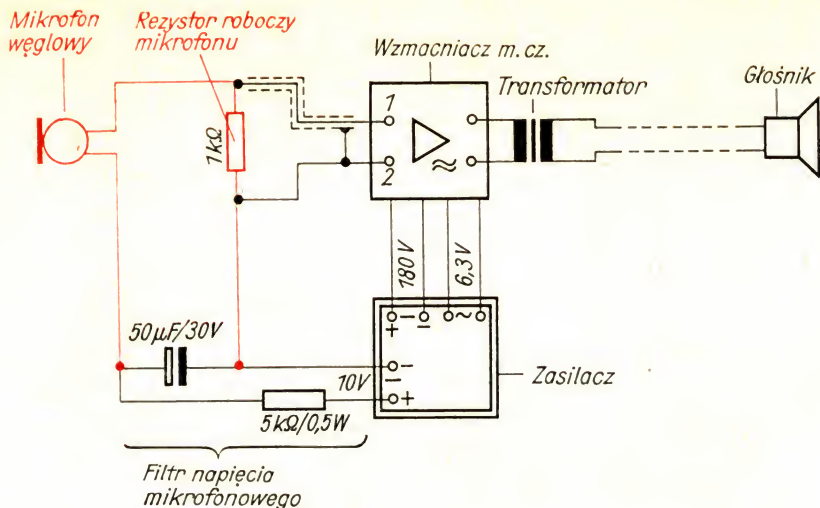 Mikrofon
węglowy
Rezystor roboczy
mikrofonu
Wzmacniacz m. cz.
Transformator
Głośnik
1kΩ
1
2
180V
6,3V
+ − − ~
50μF/30V
−
10V −
+
5kΩ/0,5W
Zasilacz
Filtr napięcia
mikrofonowego